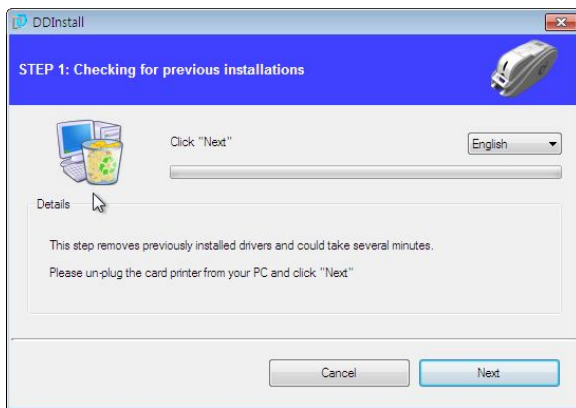 DDInstall
STEP 1: Checking for previous installations
Click "Next"
English
Details
This step removes previously installed drivers and could take several minutes.
Please un-plug the card printer from your PC and click "Next"
Cancel
Next